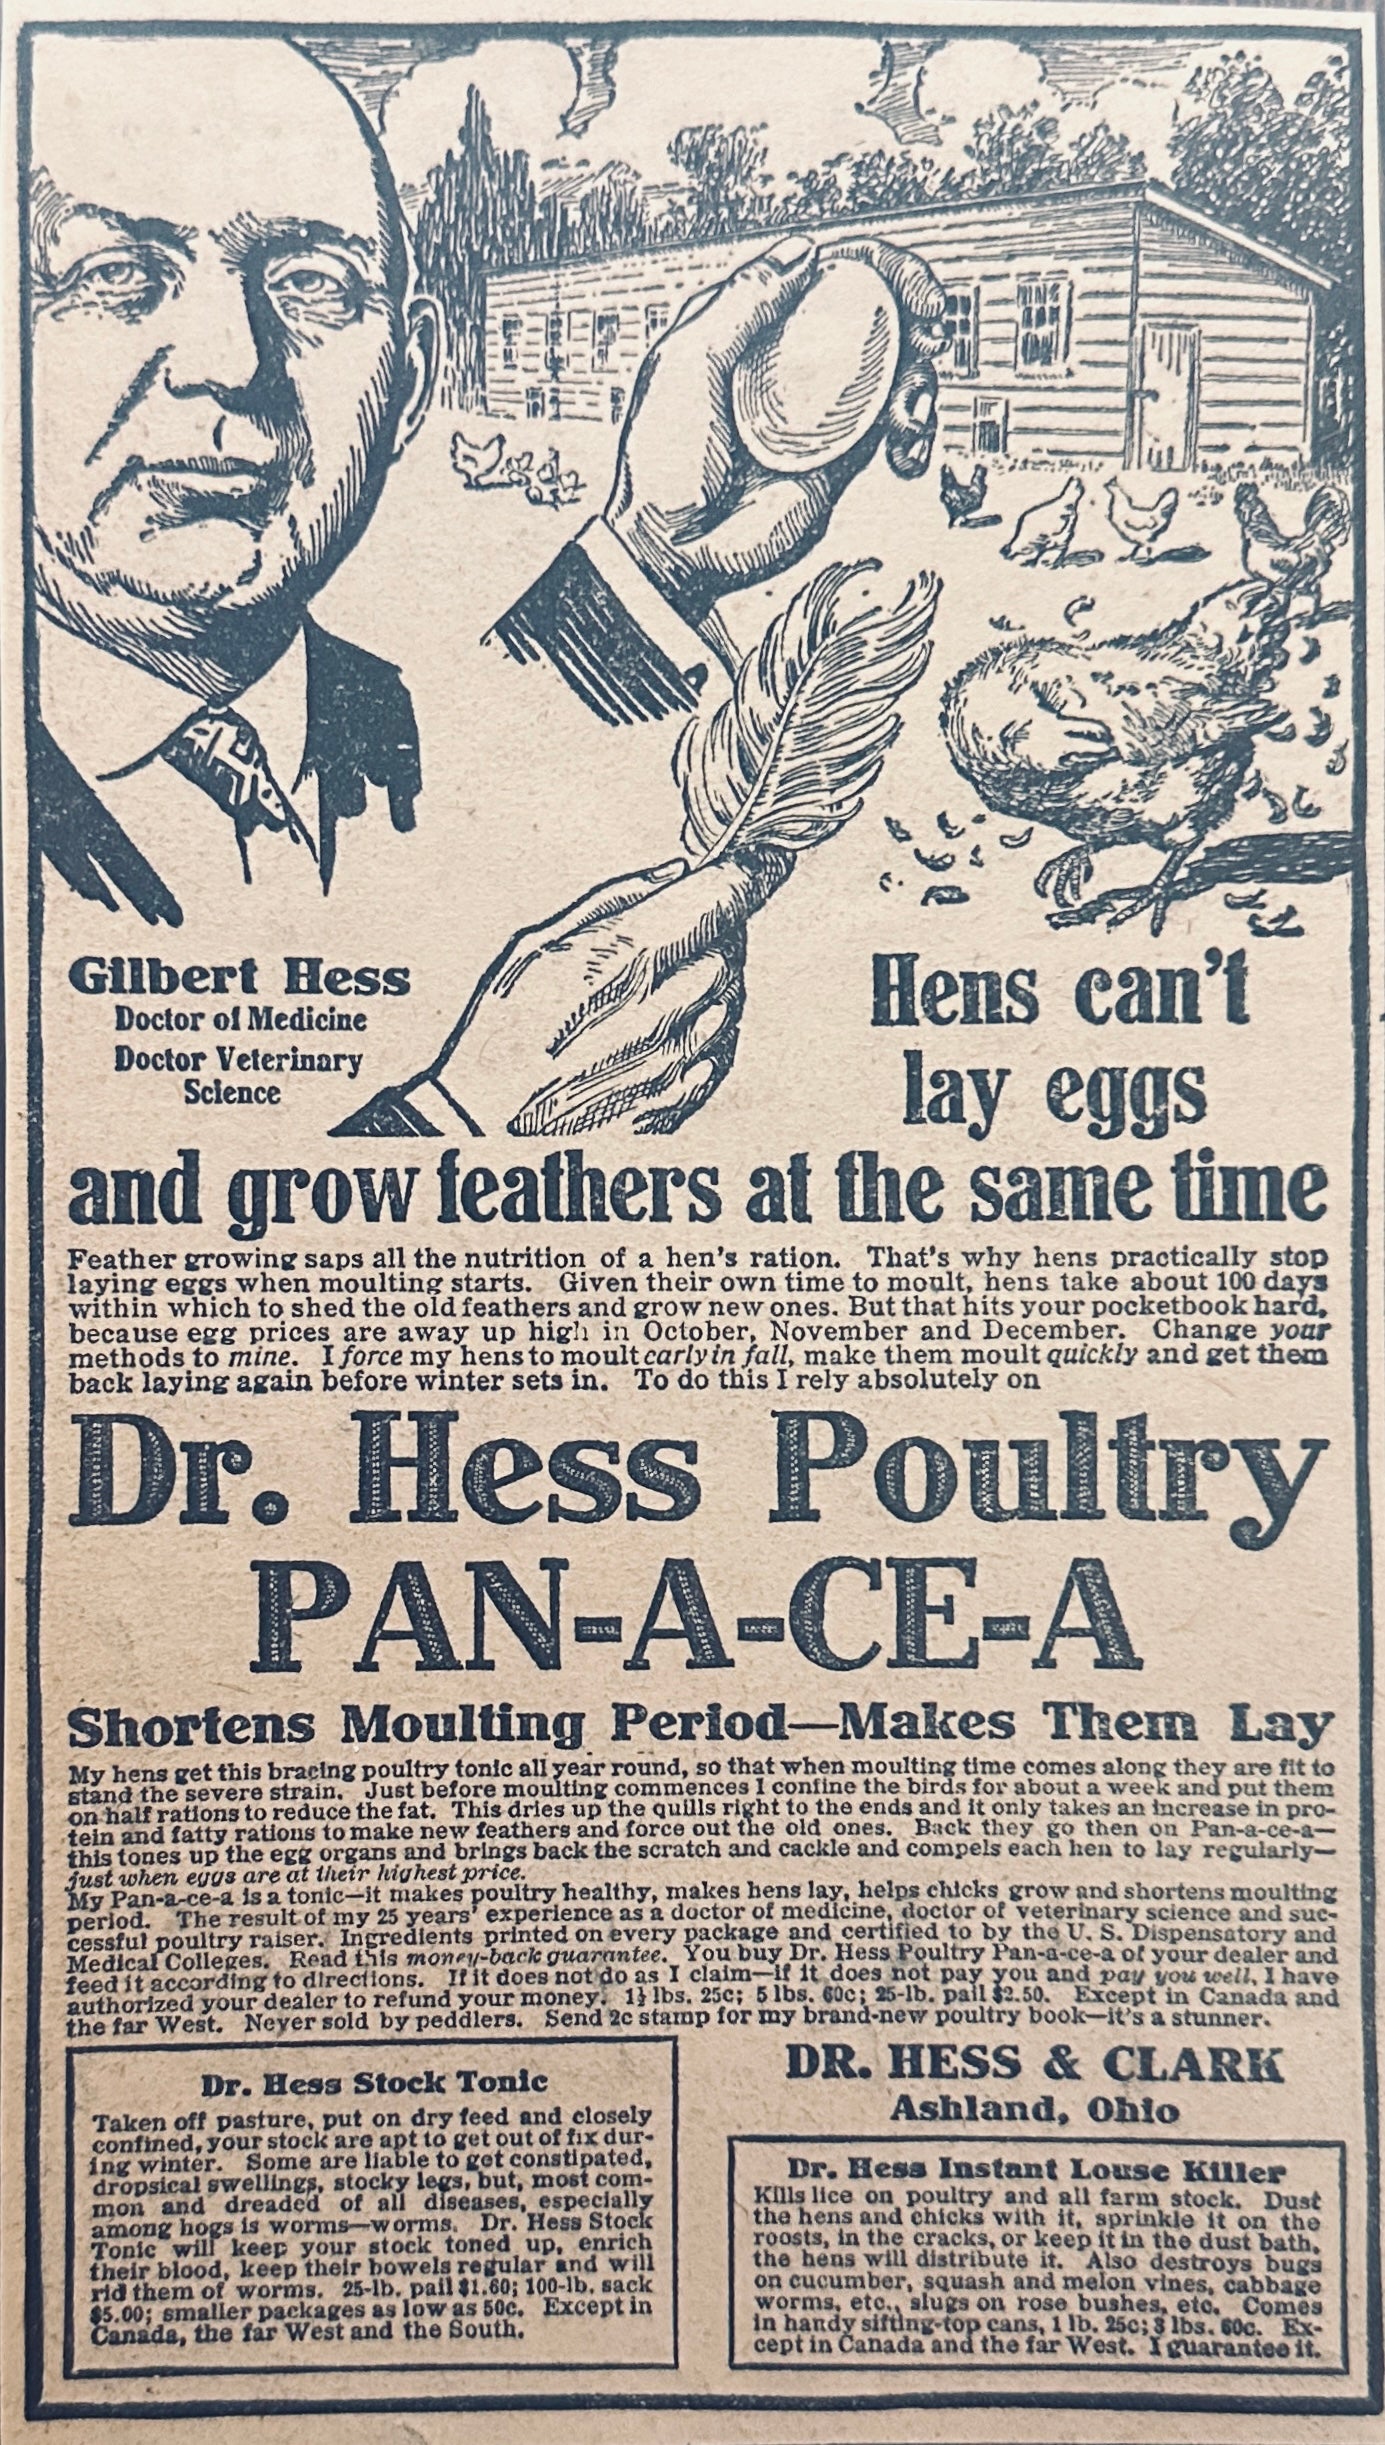 Gilbert Hess
Doctor of Medicine
Doctor Veterinary
Science
Hens can't
lay eggs
and grow feathers at the same time
Feather growing saps all the nutrition of a hen's ration. That's why hens practically stop
laying eggs when moulting starts. Given their own time to moult, hens take about 100 days
within which to shed the old feathers and grow new ones. But that hits your pocketbook hard,
because egg prices are away up high in October, November and December. Change your
methods to mine. I force my hens to moult early in fall, make them moult quickly and get them
back laying again before winter sets in. To do this I rely absolutely on
Dr. Hess Poultry
PAN-A-CE-A
Shortens Moulting Period—Makes Them Lay
My hens get this bracing poultry tonic all year round, so that when moulting time comes along they are fit to
stand the severe strain. Just before moulting commences I confine the birds for about a week and put them
on half rations to reduce the fat. This dries up the quills right to the ends and it only takes an increase in pro-
tein and fatty rations to make new feathers and force out the old ones. Back they go then on Pan-a-ce-a—
this tones up the egg organs and brings back the scratch and cackle and compels each hen to lay regularly—
just when eggs are at their highest price.
My Pan-a-ce-a is a tonic—it makes poultry healthy, makes hens lay, helps chicks grow and shortens moulting
period. The result of my 25 years' experience as a doctor of medicine, doctor of veterinary science and suc-
cessful poultry raiser. Ingredients printed on every package and certified to by the U. S. Dispensatory and
Medical Colleges. Read this money-back guarantee. You buy Dr. Hess Poultry Pan-a-ce-a of your dealer and
feed it according to directions. If it does not do as I claim—if it does not pay you and pay you well, I have
authorized your dealer to refund your money. 1½ lbs. 25c; 5 lbs. 60c; 25-lb. pail $2.50. Except in Canada and
the far West. Never sold by peddlers. Send 2c stamp for my brand-new poultry book—it's a stunner.
Dr. Hess Stock Tonic
Taken off pasture, put on dry feed and closely
confined, your stock are apt to get out of fix dur-
ing winter. Some are liable to get constipated,
dropsical swellings, stocky legs, but, most com-
mon and dreaded of all diseases, especially
among hogs is worms—worms. Dr. Hess Stock
Tonic will keep your stock toned up, enrich
their blood, keep their bowels regular and will
rid them of worms. 25-lb. pail $1.60; 100-lb. sack
$5.00; smaller packages as low as 50c. Except in
Canada, the far West and the South.
DR. HESS & CLARK
Ashland, Ohio
Dr. Hess Instant Louse Killer
Kills lice on poultry and all farm stock. Dust
the hens and chicks with it, sprinkle it on the
roosts, in the cracks, or keep it in the dust bath,
the hens will distribute it. Also destroys bugs
on cucumber, squash and melon vines, cabbage
worms, etc., slugs on rose bushes, etc. Comes
in handy sifting-top cans, 1 lb. 25c; 3 lbs. 60c. Ex-
cept in Canada and the far West. I guarantee it.